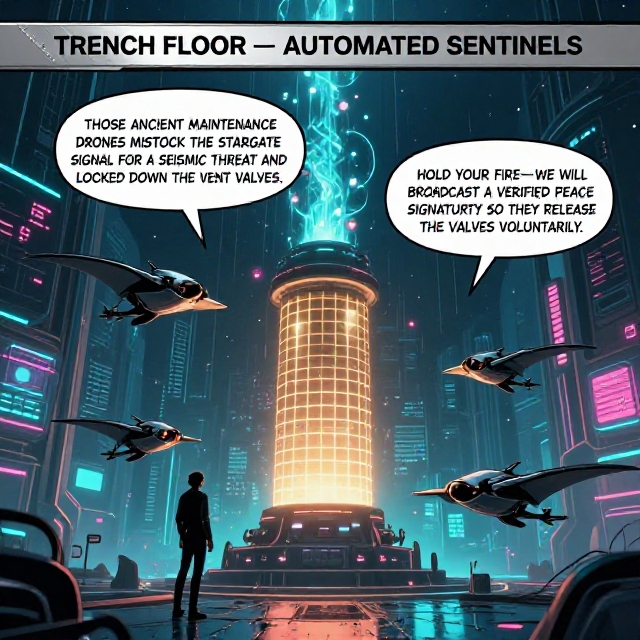 TRENCH FLOOR — AUTOMATED SENTINELS
THOSE ANCIENT MAINTENANCE
DRONES MISTOCK THE STARGATE
SIGNAL FOR A SEISMIC THREAT AND
LOCKED DOWN THE VENT VALVES.
HOLD YOUR FIRE—WE WILL
BROADCAST A VERIFIED PEACE
SIGNATURTY SO THEY RELEASE
THE VALVES VOLUNTARILY.